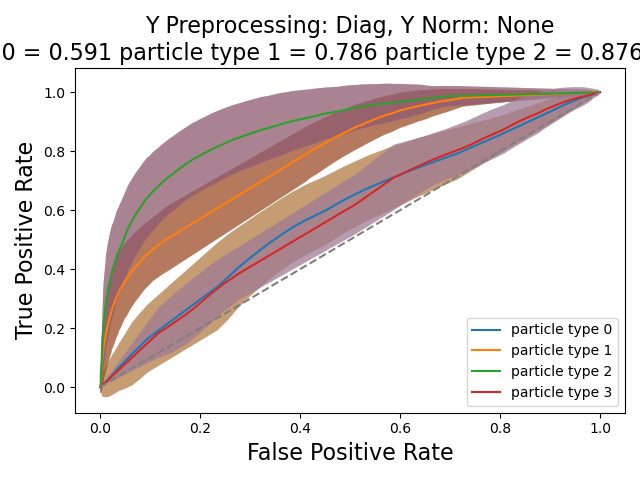 Y Preprocessing: Diag, Y Norm: None
0 = 0.591 particle type 1 = 0.786 particle type 2 = 0.876
1.0
0.8
0.6
0.4
0.2
0.0
True Positive Rate
particle type 0
particle type 1
particle type 2
particle type 3
0.0 0.2 0.4 0.6 0.8 1.0
False Positive Rate